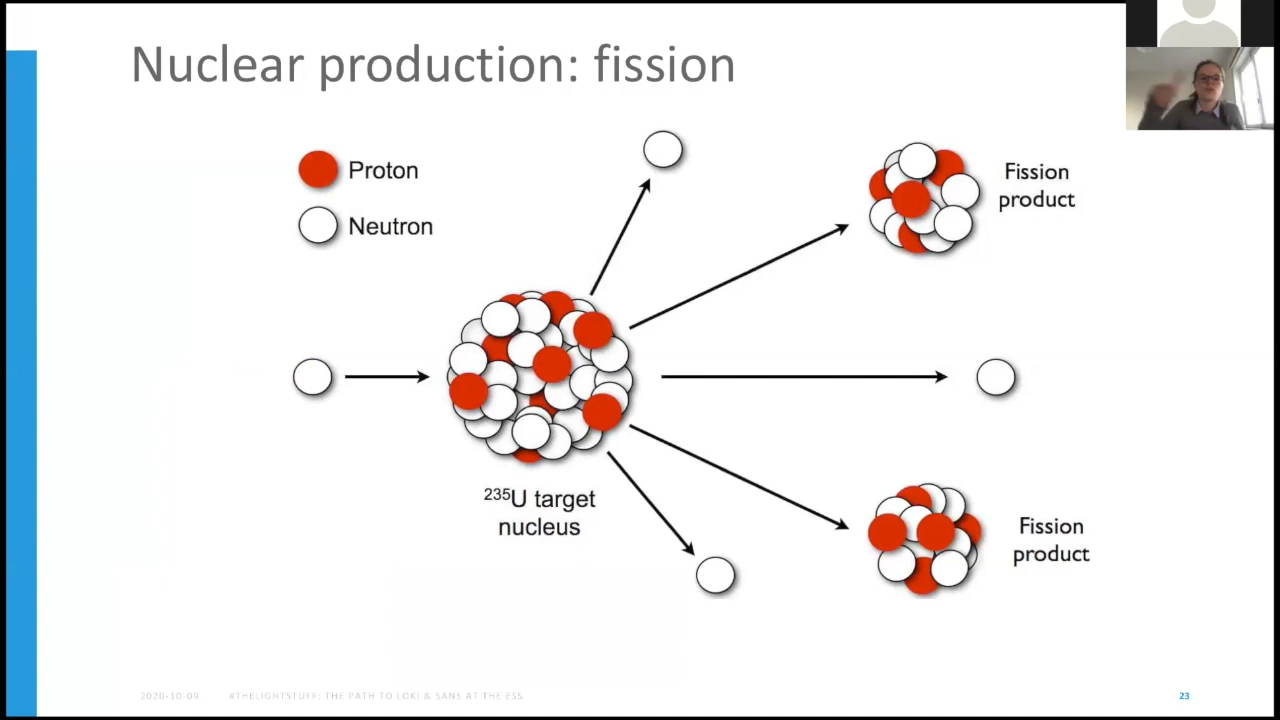 Nuclear production: fission
Proton
Neutron
Fission
product
²³⁵U target
nucleus
Fission
product
2020-10-09 #THELIGHTSTUFF: THE PATH TO LOKI & SANS AT THE ESS 23